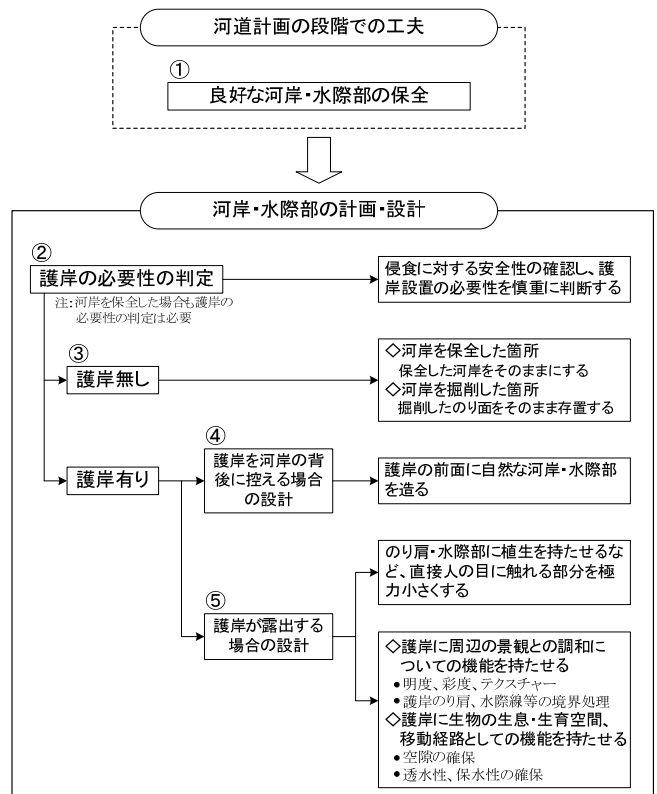 河道計画の段階での工夫
①
良好な河岸・水際部の保全
河岸・水際部の計画・設計
②
護岸の必要性の判定
注:河岸を保全した場合も護岸の
必要性の判定は必要
侵食に対する安全性の確認し、護
岸設置の必要性を慎重に判断する
③
護岸無し
◇河岸を保全した箇所
保全した河岸をそのままにする
◇河岸を掘削した箇所
掘削したのり面をそのまま存置する
護岸有り
④
護岸を河岸の背
後に控える場合
の設計
護岸の前面に自然な河岸・水際部
を造る
⑤
護岸が露出する
場合の設計
のり肩・水際部に植生を持たせるな
ど、直接人の目に触れる部分を極
力小さくする
◇護岸に周辺の景観との調和に
ついての機能を持たせる
●明度、彩度、テクスチャー
●護岸のり肩、水際線等の境界処理
◇護岸に生物の生息・生育空間、
移動経路としての機能を持たせる
●空隙の確保
●透水性、保水性の確保